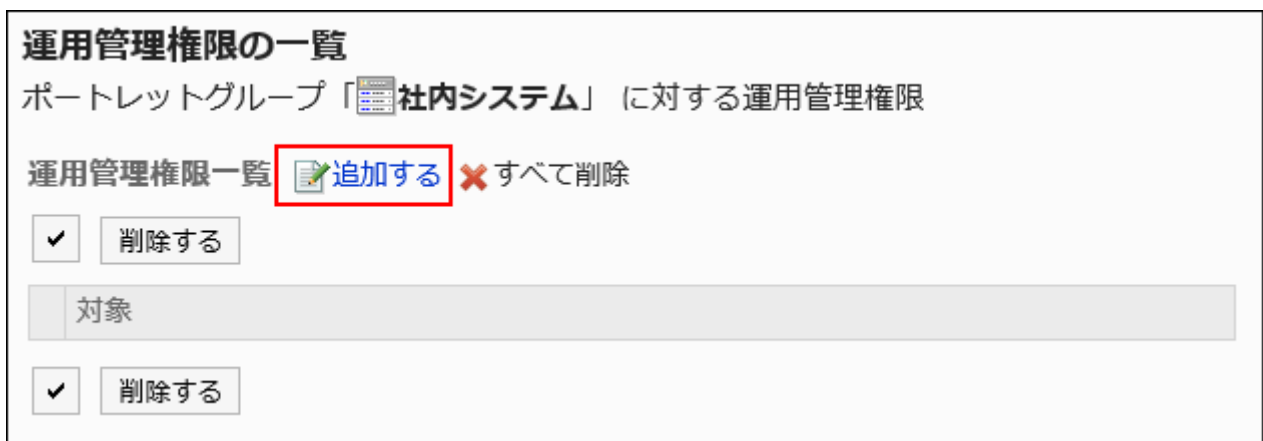 運用管理権限の一覧
ポートレットグループ「社内システム」 に対する運用管理権限
運用管理権限一覧 追加する すべて削除
削除する
対象
削除する